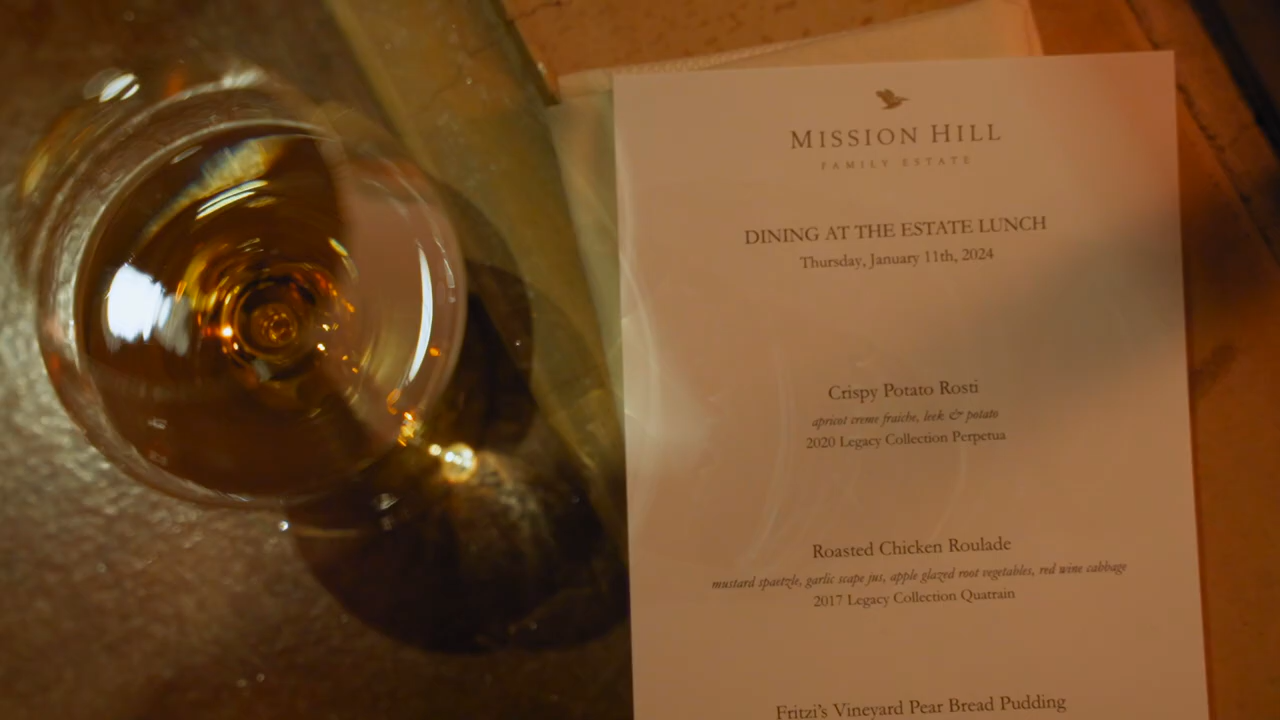 MISSION HILL
FAMILY ESTATE
DINING AT THE ESTATE LUNCH
Thursday, January 11th, 2024
Crispy Potato Rosti
apricot creme fraiche, leek & potato
2020 Legacy Collection Perpetua
Roasted Chicken Roulade
mustard spaetzle, garlic scape jus, apple glazed root vegetables, red wine cabbage
2017 Legacy Collection Quatrain
Fritzi's Vineyard Pear Bread Pudding